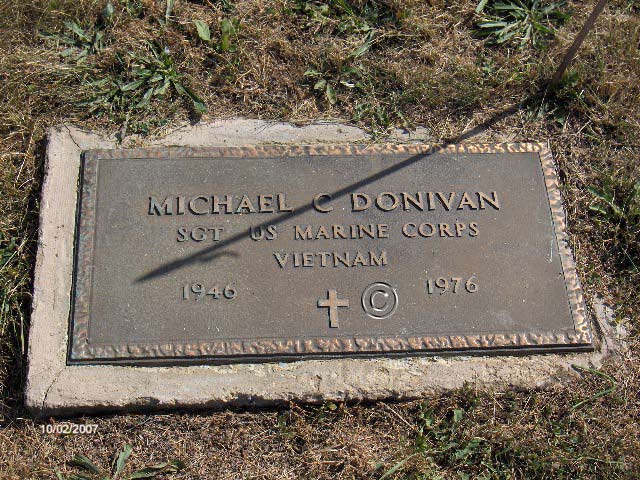 MICHAEL C DONIVAN
SGT US MARINE CORPS
VIETNAM
1946 © 1976
10/02/2007